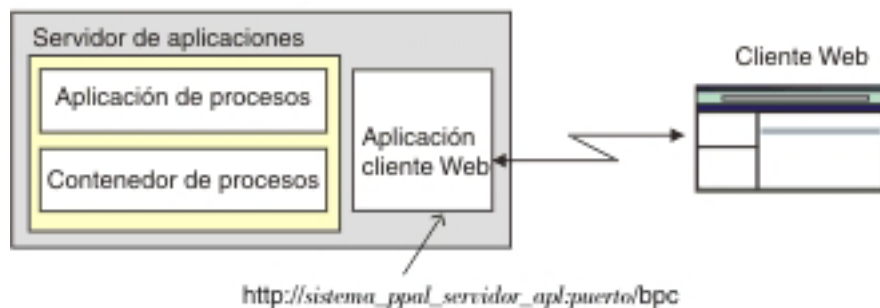 Servidor de aplicaciones
Aplicación de procesos
Contenedor de procesos
Aplicación
cliente Web
Cliente Web
http://sistema_ppal_servidor_apl:puerto/bpc